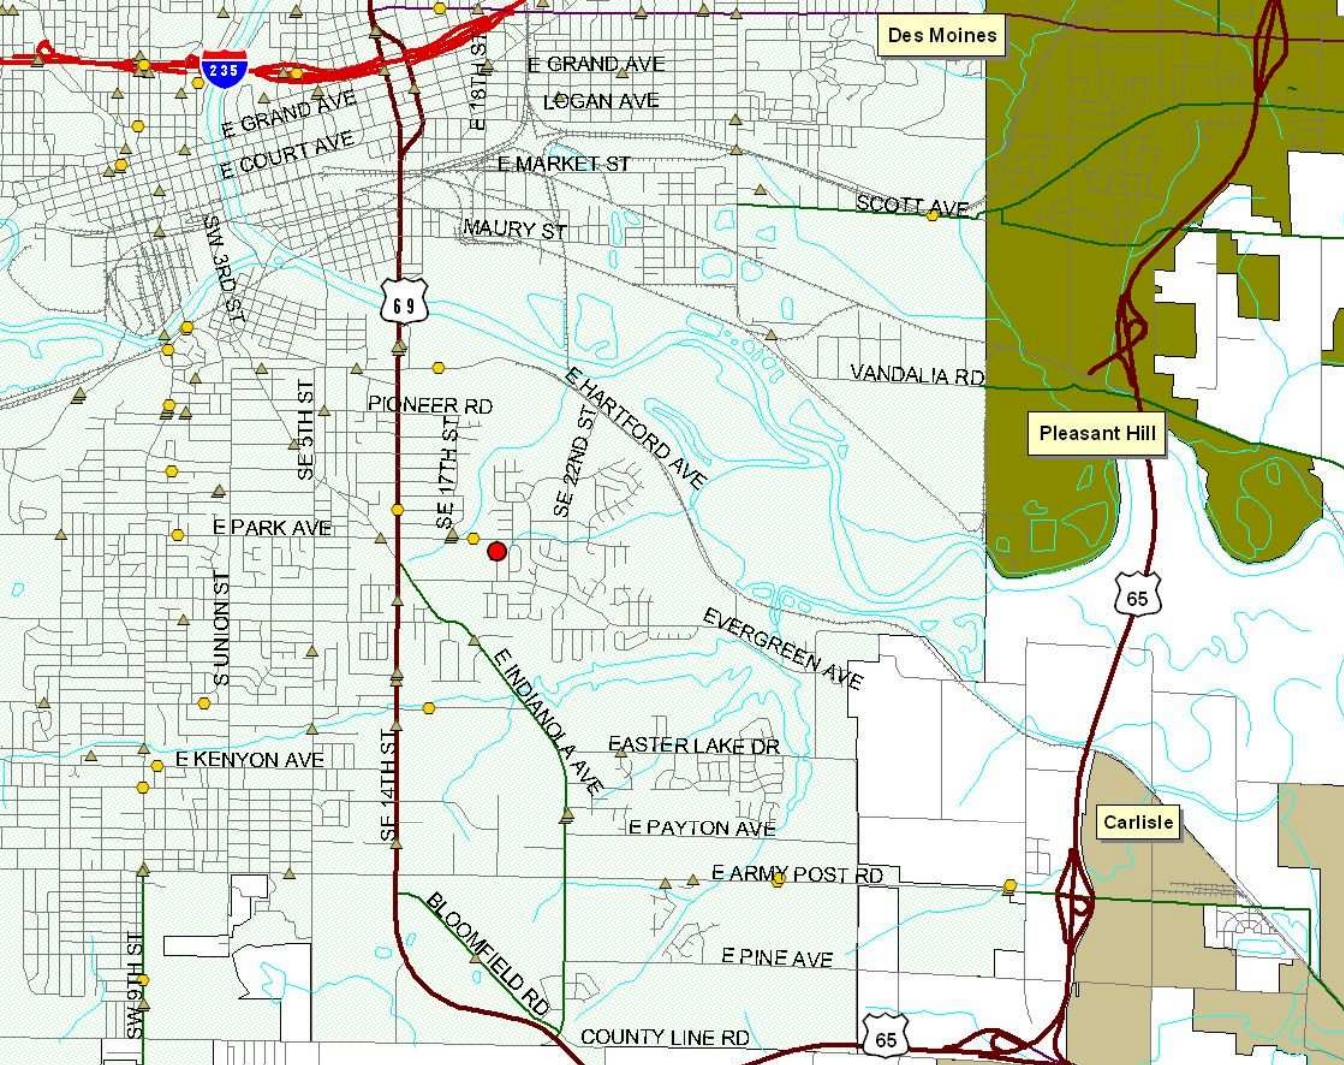 Des Moines
E 18TH ST
E GRAND AVE
235
LOGAN AVE
E GRAND AVE
E COURT AVE
E MARKET ST
SCOTT AVE
MAURY ST
SW 3RD ST
69
VANDALIA RD
E HARTFORD AVE
PIONEER RD
SE 5TH ST
SE 17TH ST
SE 22ND ST
Pleasant Hill
E PARK AVE
65
S UNION ST
EVERGREEN AVE
E INDIANOLA AVE
EASTER LAKE DR
E KENYON AVE
SE 14TH ST
Carlisle
E PAYTON AVE
E ARMY POST RD
BLOOMFIELD RD
E PINE AVE
SW 9TH ST
COUNTY LINE RD
65